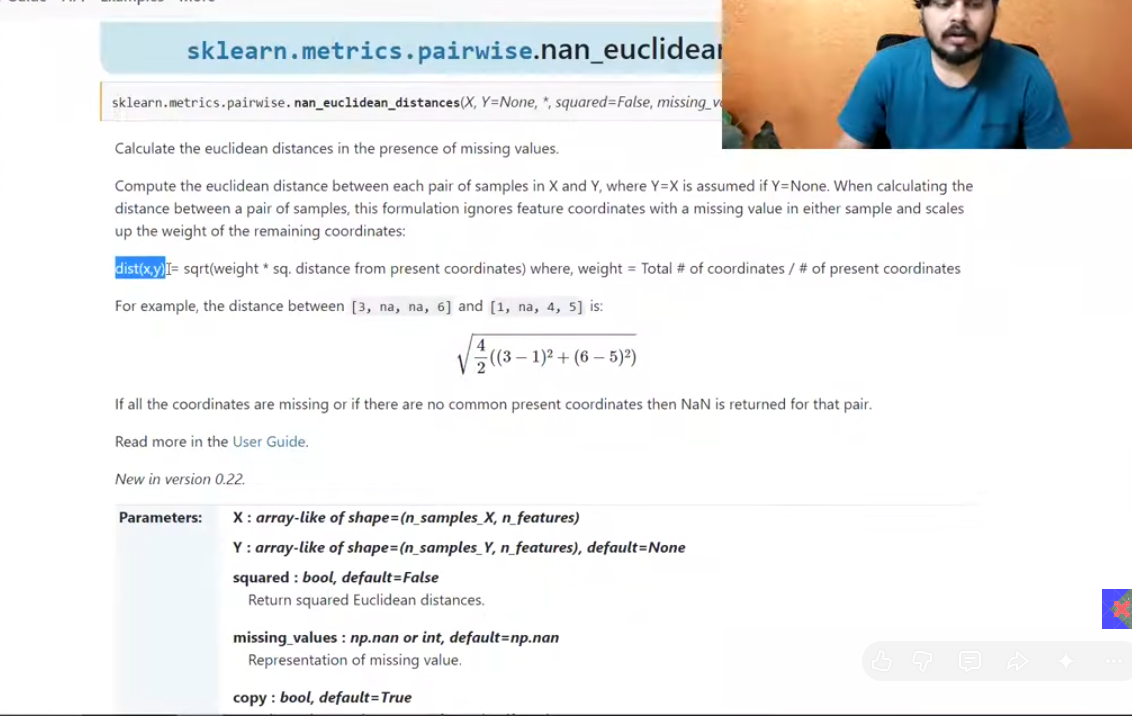 sklearn.metrics.pairwise.nan_euclidean
sklearn.metrics.pairwise.nan_euclidean_distances(X, Y=None, *, squared=False, missing_v
Calculate the euclidean distances in the presence of missing values.
Compute the euclidean distance between each pair of samples in X and Y, where Y=X is assumed if Y=None. When calculating the
distance between a pair of samples, this formulation ignores feature coordinates with a missing value in either sample and scales
up the weight of the remaining coordinates:
dist(x,y) = sqrt(weight * sq. distance from present coordinates) where, weight = Total # of coordinates / # of present coordinates
For example, the distance between [3, na, na, 6] and [1, na, 4, 5] is:
√(4/2((3 − 1)² + (6 − 5)²))
If all the coordinates are missing or if there are no common present coordinates then NaN is returned for that pair.
Read more in the User Guide.
New in version 0.22.
Parameters:
X : array-like of shape=(n_samples_X, n_features)
Y : array-like of shape=(n_samples_Y, n_features), default=None
squared : bool, default=False
Return squared Euclidean distances.
missing_values : np.nan or int, default=np.nan
Representation of missing value.
copy : bool, default=True